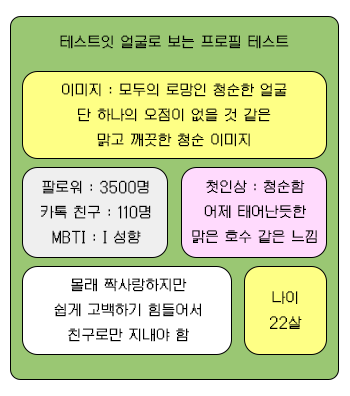 테스트잇 얼굴로 보는 프로필 테스트
이미지 : 모두의 로망인 청순한 얼굴
단 하나의 오점이 없을 것 같은
맑고 깨끗한 청순 이미지
팔로워 : 3500명
카톡 친구 : 110명
MBTI : I 성향
첫인상 : 청순함
어제 태어난듯한
맑은 호수 같은 느낌
몰래 짝사랑하지만
쉽게 고백하기 힘들어서
친구로만 지내야 함
나이
22살